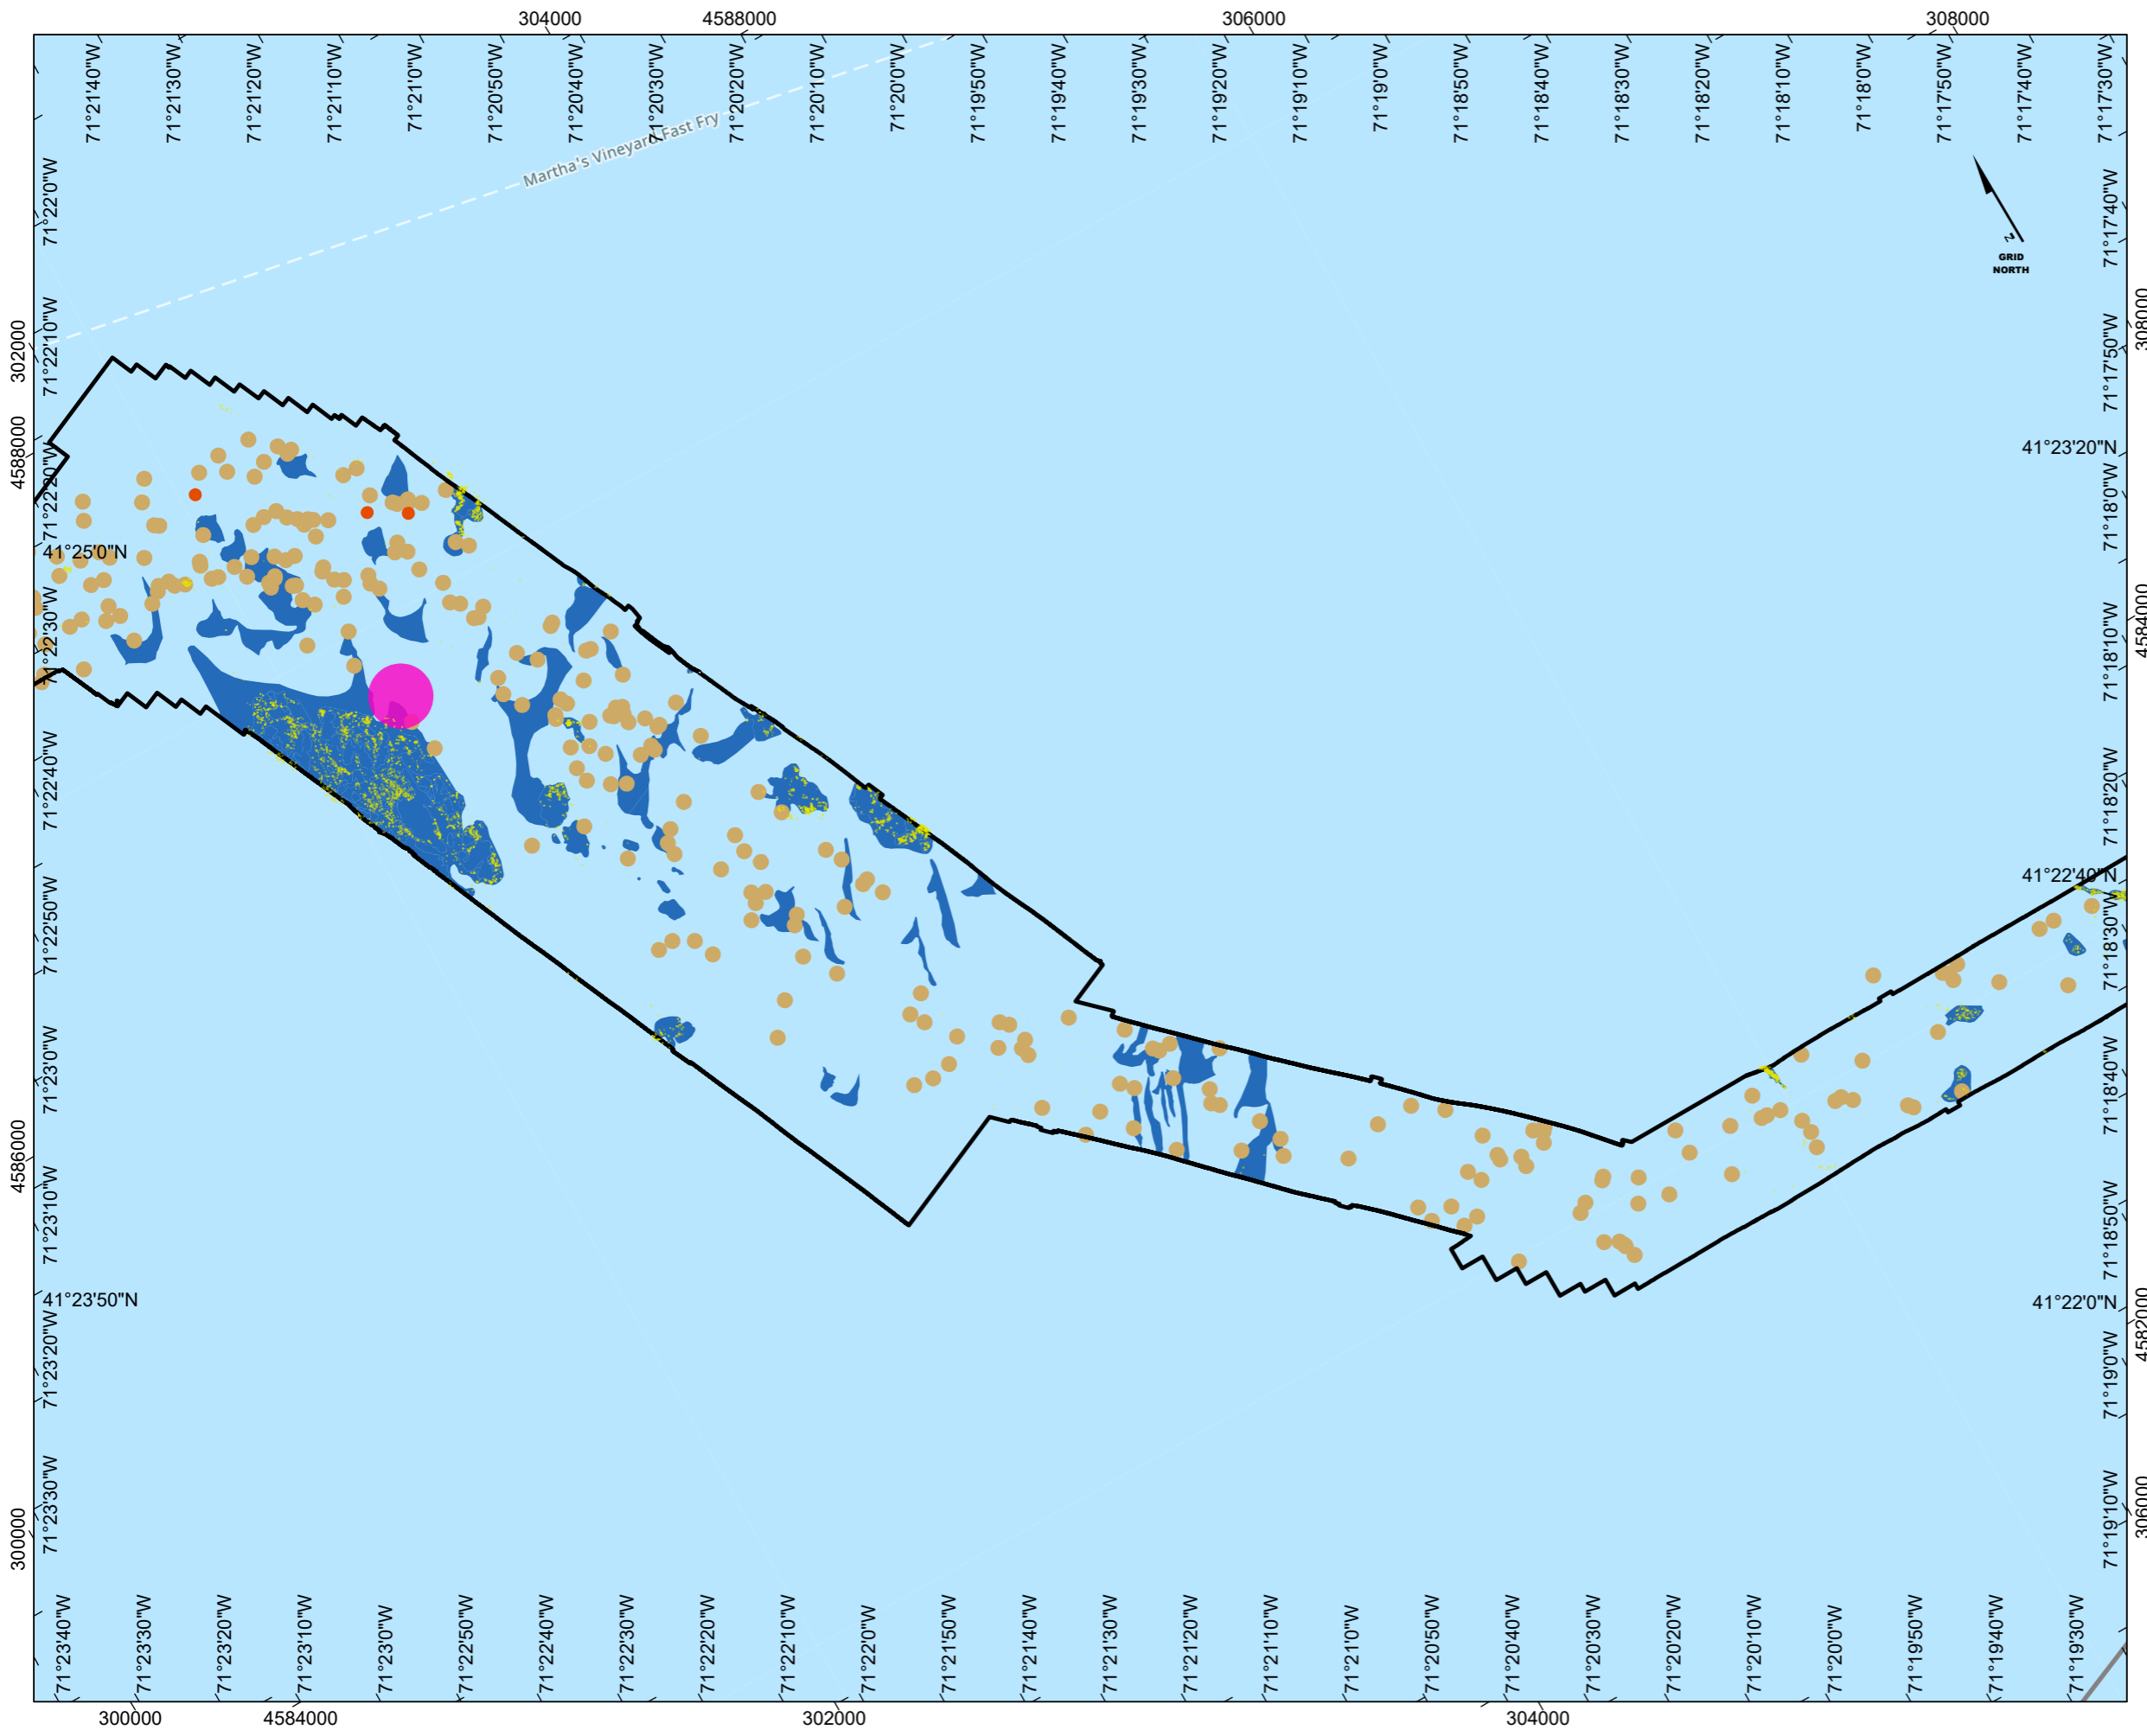 304000
4588000
306000
308000
71°21'40"W
71°21'30"W
71°21'20"W
71°21'10"W
71°21'0"W
71°20'50"W
71°20'40"W
71°20'30"W
71°20'20"W
71°20'10"W
71°20'0"W
71°19'50"W
71°19'40"W
71°19'30"W
71°19'20"W
71°19'10"W
71°19'0"W
71°18'50"W
71°18'40"W
71°18'30"W
71°18'20"W
71°18'10"W
71°18'0"W
71°17'50"W
71°17'40"W
71°17'30"W
Martha's Vineyard Fast Fry
N
GRID
NORTH
302000
4588000
4586000
300000
71°22'0"W
71°22'10"W
71°22'20"W
71°22'30"W
71°22'40"W
71°22'50"W
71°23'0"W
71°23'10"W
71°23'20"W
71°23'30"W
41°25'0"N
41°23'50"N
41°23'20"N
41°22'40"N
41°22'0"N
71°17'40"W
71°17'50"W
71°18'0"W
71°18'10"W
71°18'20"W
71°18'30"W
71°18'40"W
71°18'50"W
71°19'0"W
71°19'10"W
308000
4584000
4582000
306000
71°23'40"W
71°23'30"W
71°23'20"W
71°23'10"W
71°23'0"W
71°22'50"W
71°22'40"W
71°22'30"W
71°22'20"W
71°22'10"W
71°22'0"W
71°21'50"W
71°21'40"W
71°21'30"W
71°21'20"W
71°21'10"W
71°21'0"W
71°20'50"W
71°20'40"W
71°20'30"W
71°20'20"W
71°20'10"W
71°20'0"W
71°19'50"W
71°19'40"W
71°19'30"W
300000
4584000
302000
304000